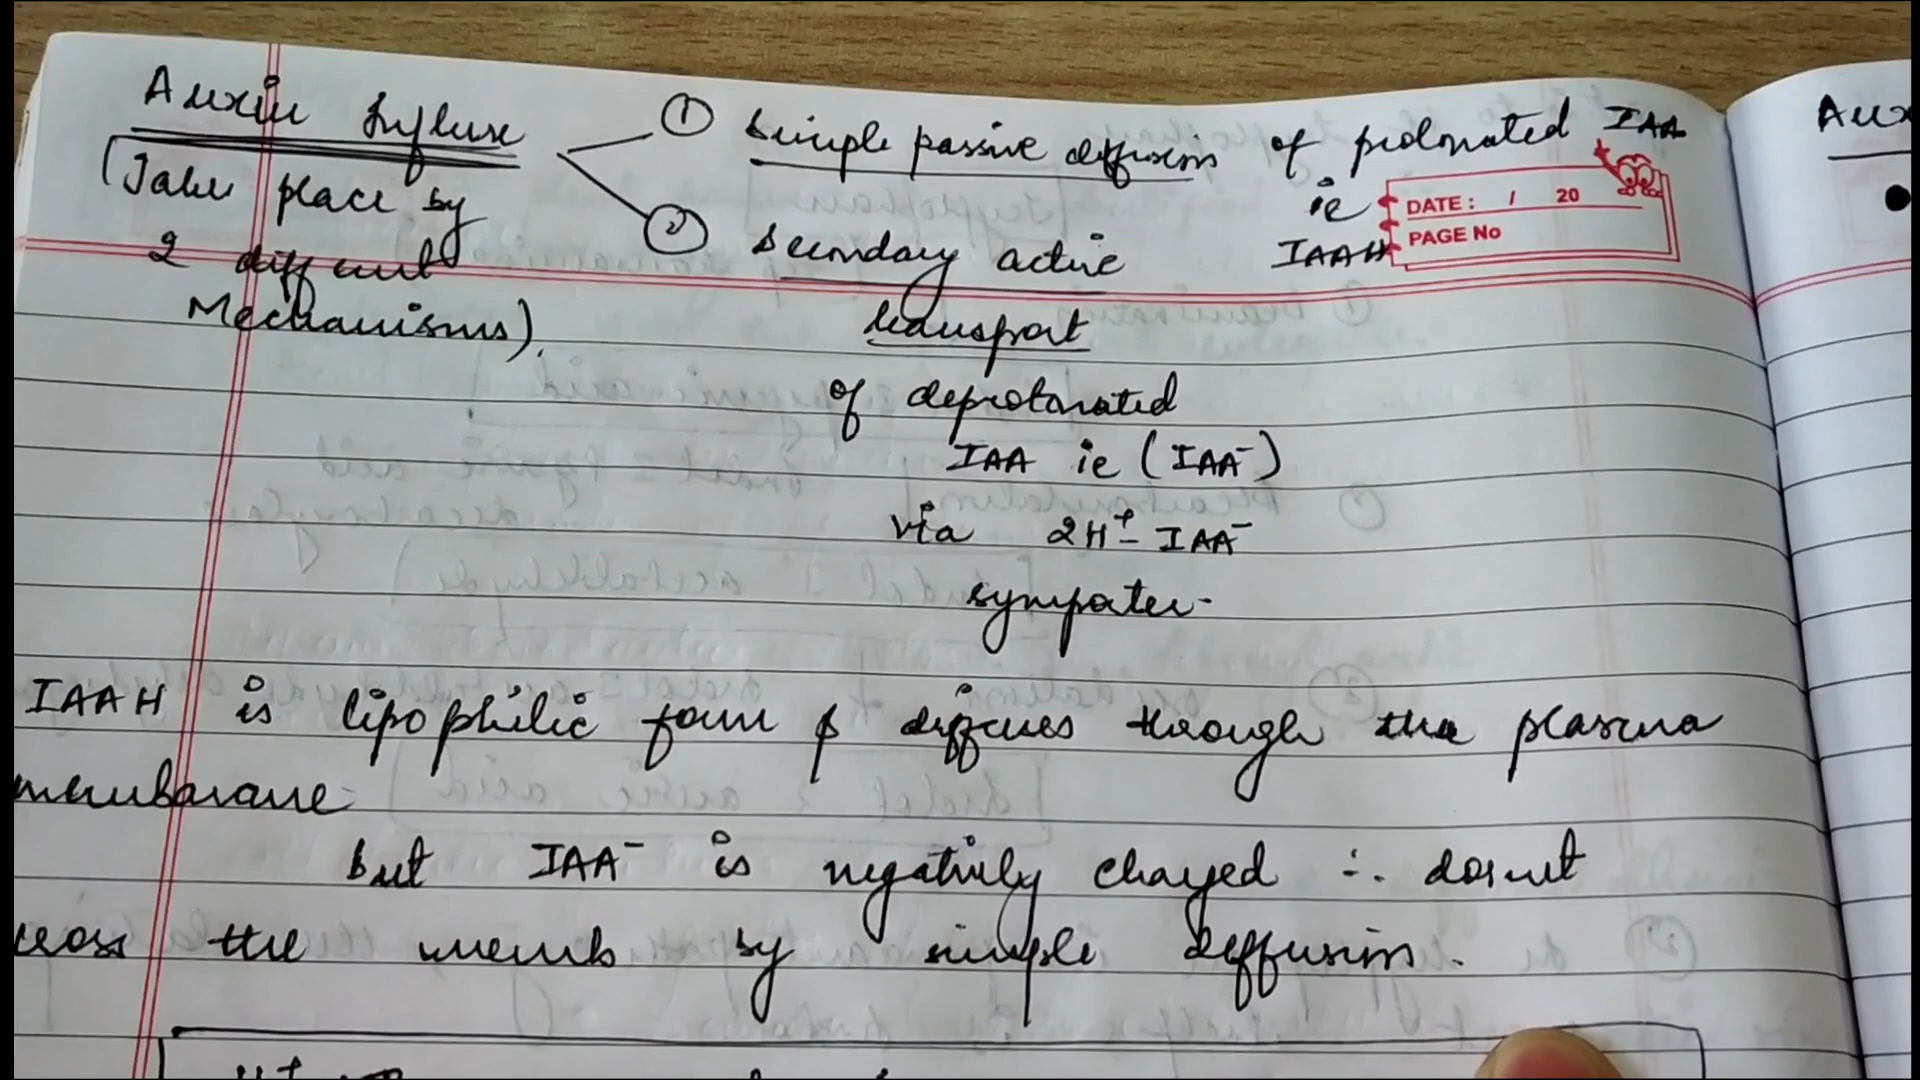 Auxin Influx
(Take place by
2 different
Mechanisms).
① Simple passive diffusion of protonated IAA
ie
IAAH
② Secondary active
transport
of deprotonated
IAA ie (IAA⁻)
via 2H⁺- IAA⁻
sympoter.
DATE: / 20
PAGE No
IAAH is lipophilic form & diffuses through the plasma
membrane.
but IAA⁻ is negatively charged ∴ doesnt
cross the memb by simple diffusion.
Aux